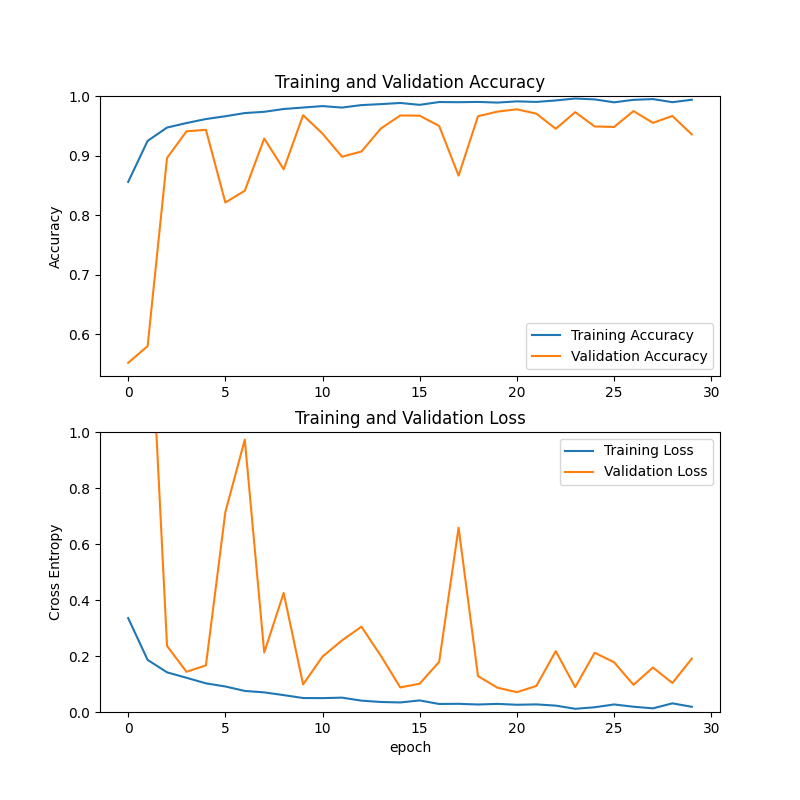 Training and Validation Accuracy
Accuracy
1.0
0.9
0.8
0.7
0.6
Training Accuracy
Validation Accuracy
0 5 10 15 20 25 30
Training and Validation Loss
Cross Entropy
1.0
0.8
0.6
0.4
0.2
0.0
Training Loss
Validation Loss
0 5 10 15 20 25 30
epoch